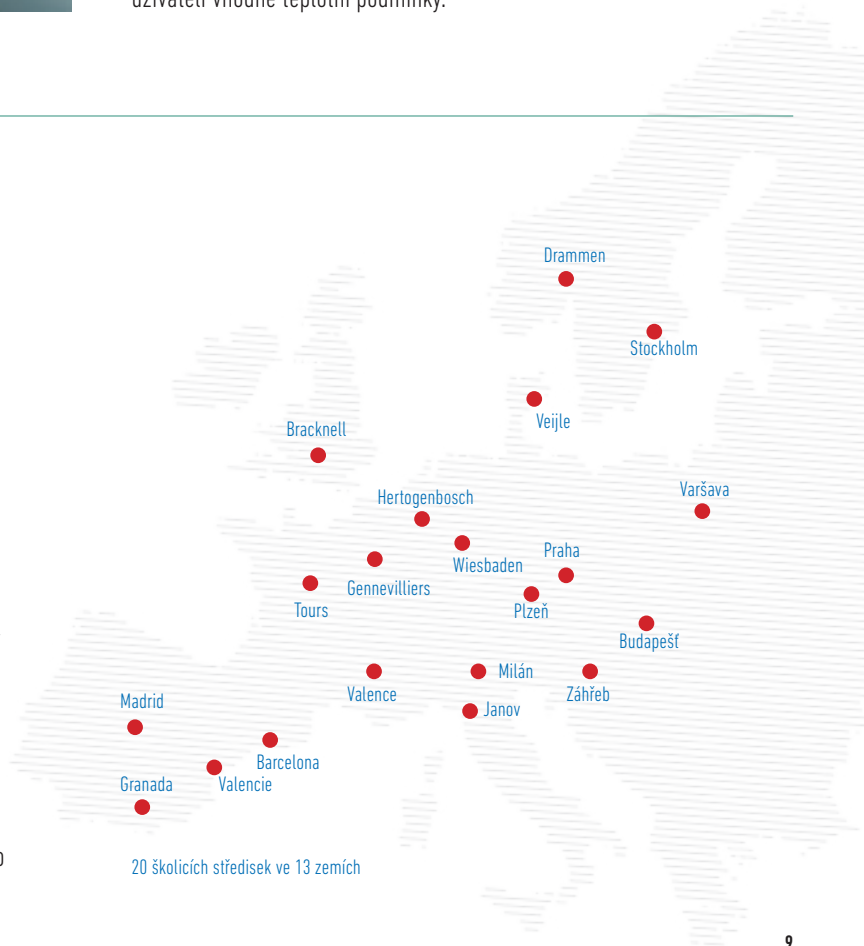 uživateli vhodné teplotní podmínky.
Drammen
Stockholm
Veijle
Bracknell
Varšava
Hertogenbosch
Praha
Wiesbaden
Gennevilliers
Tours
Plzeň
Budapešť
Milán
Valence
Záhřeb
Madrid
Janov
Barcelona
Granada
Valencie
20 školicích středisek ve 13 zemích
9